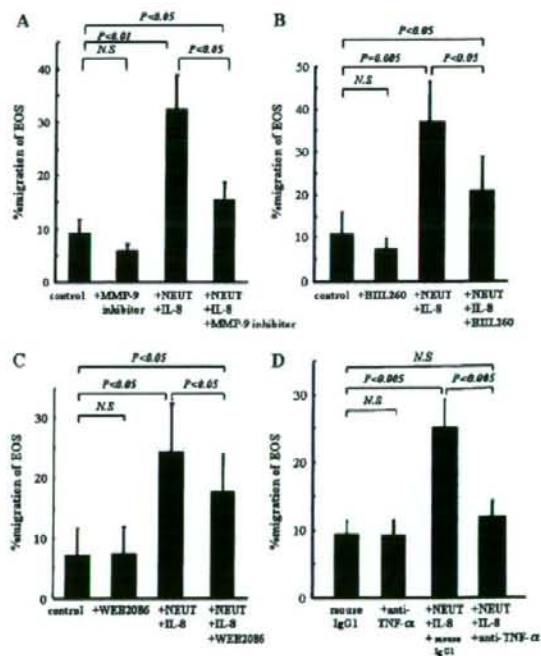 A
P<0.05
P<0.01
N.S
P<0.05
%migration of EOS
40
30
20
10
0
control +MMP-9 +NEUT +NEUT
inhibitor +IL-8 +IL-8
+MMP-9 inhibitor
B
P<0.05
P=0.005
P<0.05
N.S
%migration of EOS
50
40
30
20
10
0
control +BIIL260 +NEUT +NEUT
+IL-8 +IL-8
+BIIL260
C
P<0.05
P<0.05
P<0.05
N.S
%migration of EOS
30
20
10
0
control +WEB2086 +NEUT +NEUT
+IL-8 +IL-8
+WEB2086
D
N.S
P<0.005
P<0.005
N.S
%migration of EOS
30
20
10
0
mouse +anti- +NEUT +NEUT
IgG1 TNF-α +IL-8 +IL-8
+ mouse +anti-TNF-α
IgG1